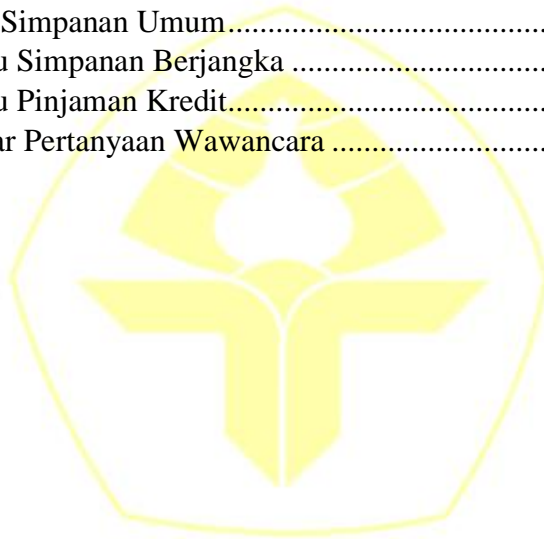 Simpanan Umum........................................
u Simpanan Berjangka ................................
u Pinjaman Kredit........................................
ar Pertanyaan Wawancara ...........................